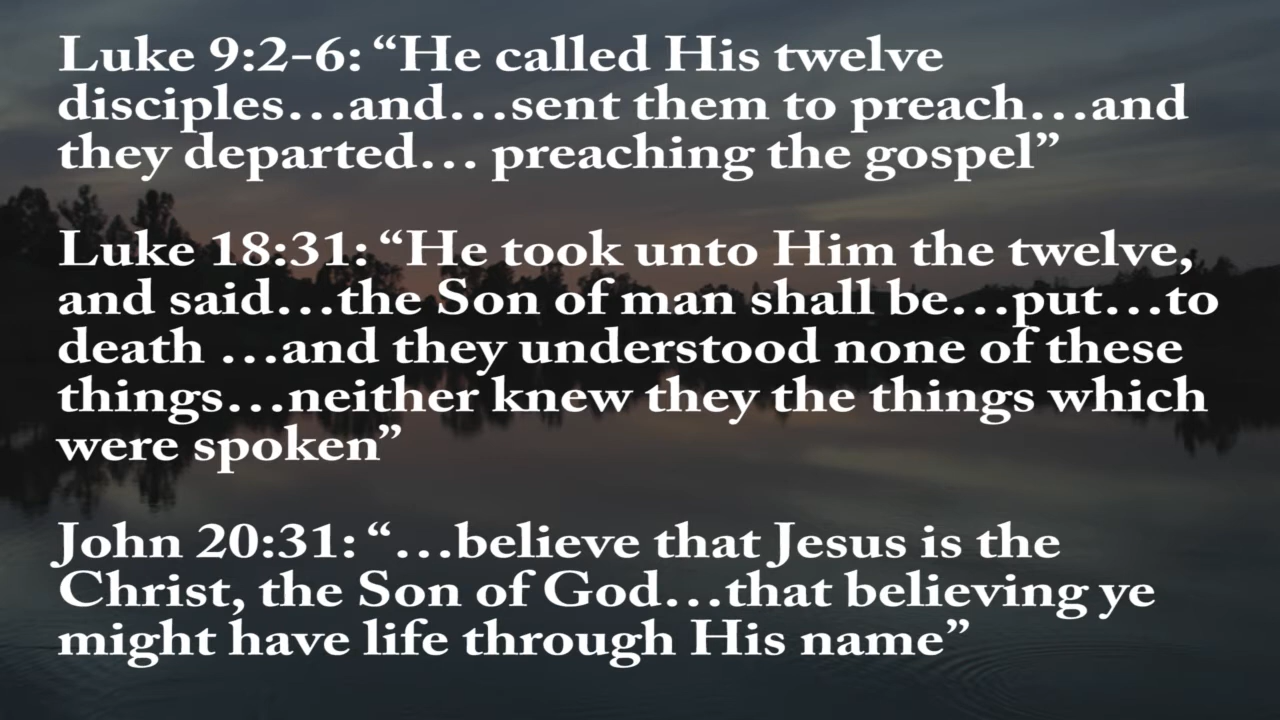 Luke 9:2-6: “He called His twelve
disciples…and…sent them to preach…and
they departed… preaching the gospel”
Luke 18:31: “He took unto Him the twelve,
and said…the Son of man shall be…put…to
death …and they understood none of these
things…neither knew they the things which
were spoken”
John 20:31: “…believe that Jesus is the
Christ, the Son of God…that believing ye
might have life through His name”